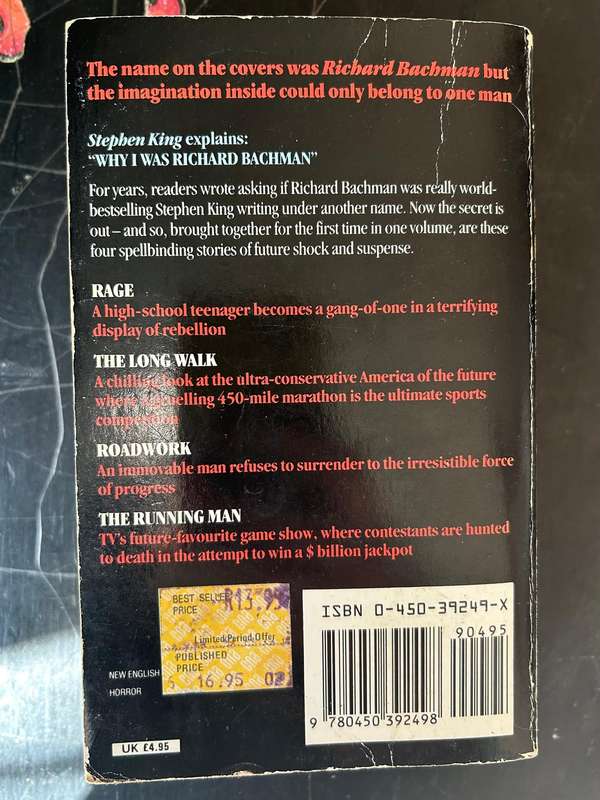 The name on the covers was Richard Bachman but
the imagination inside could only belong to one man
Stephen King explains:
“WHY I WAS RICHARD BACHMAN”
For years, readers wrote asking if Richard Bachman was really world-
bestselling Stephen King writing under another name. Now the secret is
out – and so, brought together for the first time in one volume, are these
four spellbinding stories of future shock and suspense.
RAGE
A high-school teenager becomes a gang-of-one in a terrifying
display of rebellion
THE LONG WALK
A chilling look at the ultra-conservative America of the future
where a gruelling 450-mile marathon is the ultimate sports
competition
ROADWORK
An immovable man refuses to surrender to the irresistible force
of progress
THE RUNNING MAN
TV's future-favourite game show, where contestants are hunted
to death in the attempt to win a $ billion jackpot
BEST SELLER
PRICE R13.95
Limited Period Offer
PUBLISHED
PRICE
16.95 02
NEW ENGLISH
HORROR
UK £4.95
ISBN 0-450-39249-X
90495
9 780450 392498